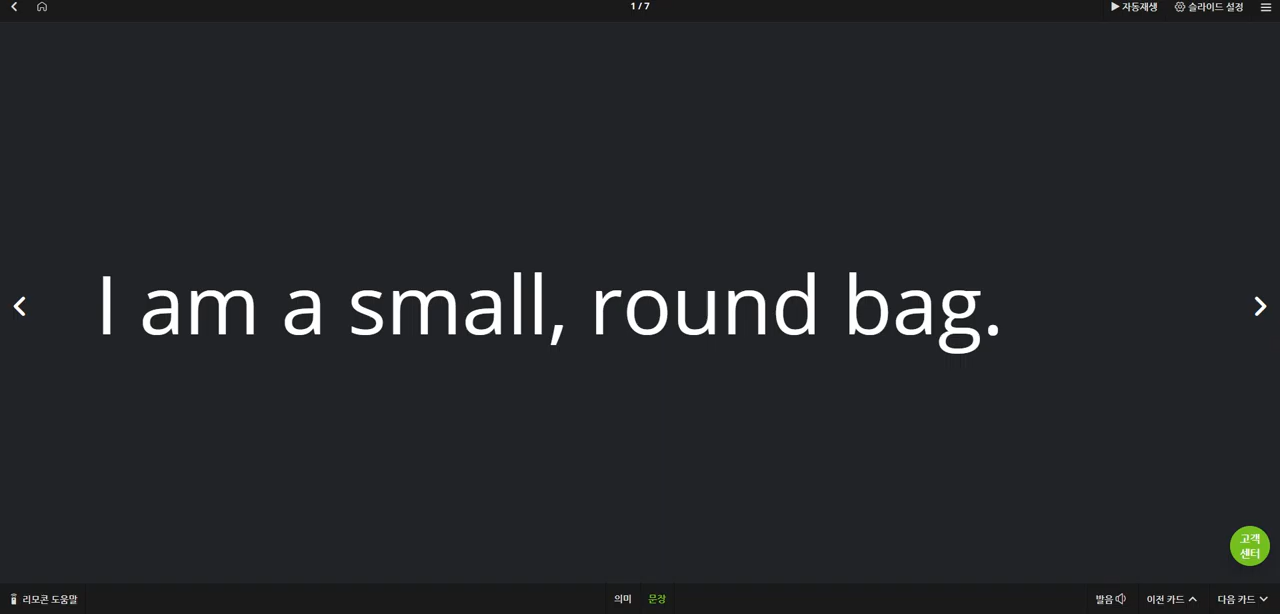 1 / 7
자동재생
슬라이드 설정
I am a small, round bag.
고객
센터
리모콘 도움말
의미
문장
발음
이전 카드
다음 카드